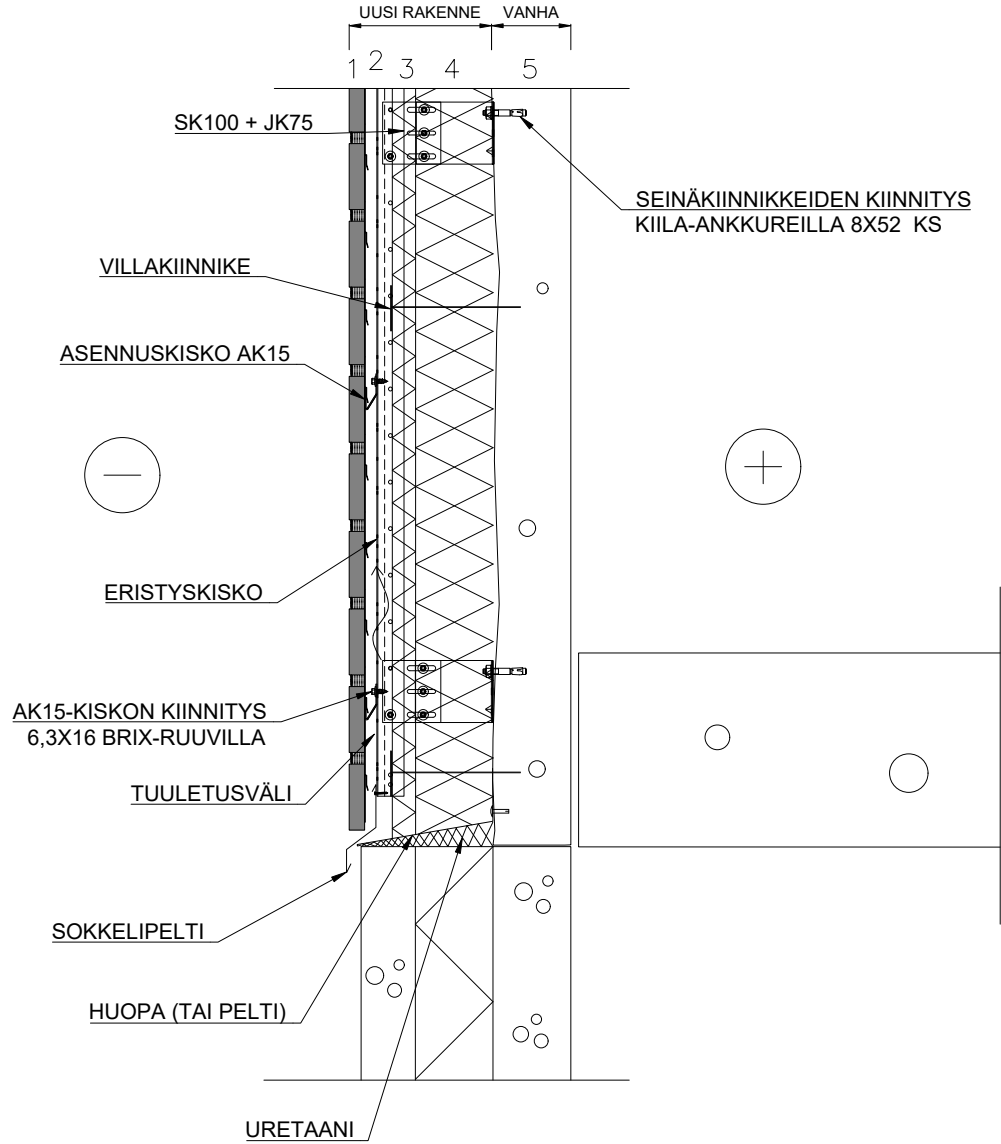 UUSI RAKENNE VANHA
1 2 3 4 5
SK100 + JK75
SEINÄKIINNIKKEIDEN KIINNITYS
KIILA-ANKKUREILLA 8X52 KS
VILLAKIINNIKE
ASENNUSKISKO AK15
ERISTYSKISKO
AK15-KISKON KIINNITYS
6,3X16 BRIX-RUUVILLA
TUULETUSVÄLI
SOKKELIPELTI
HUOPA (TAI PELTI)
URETAANI